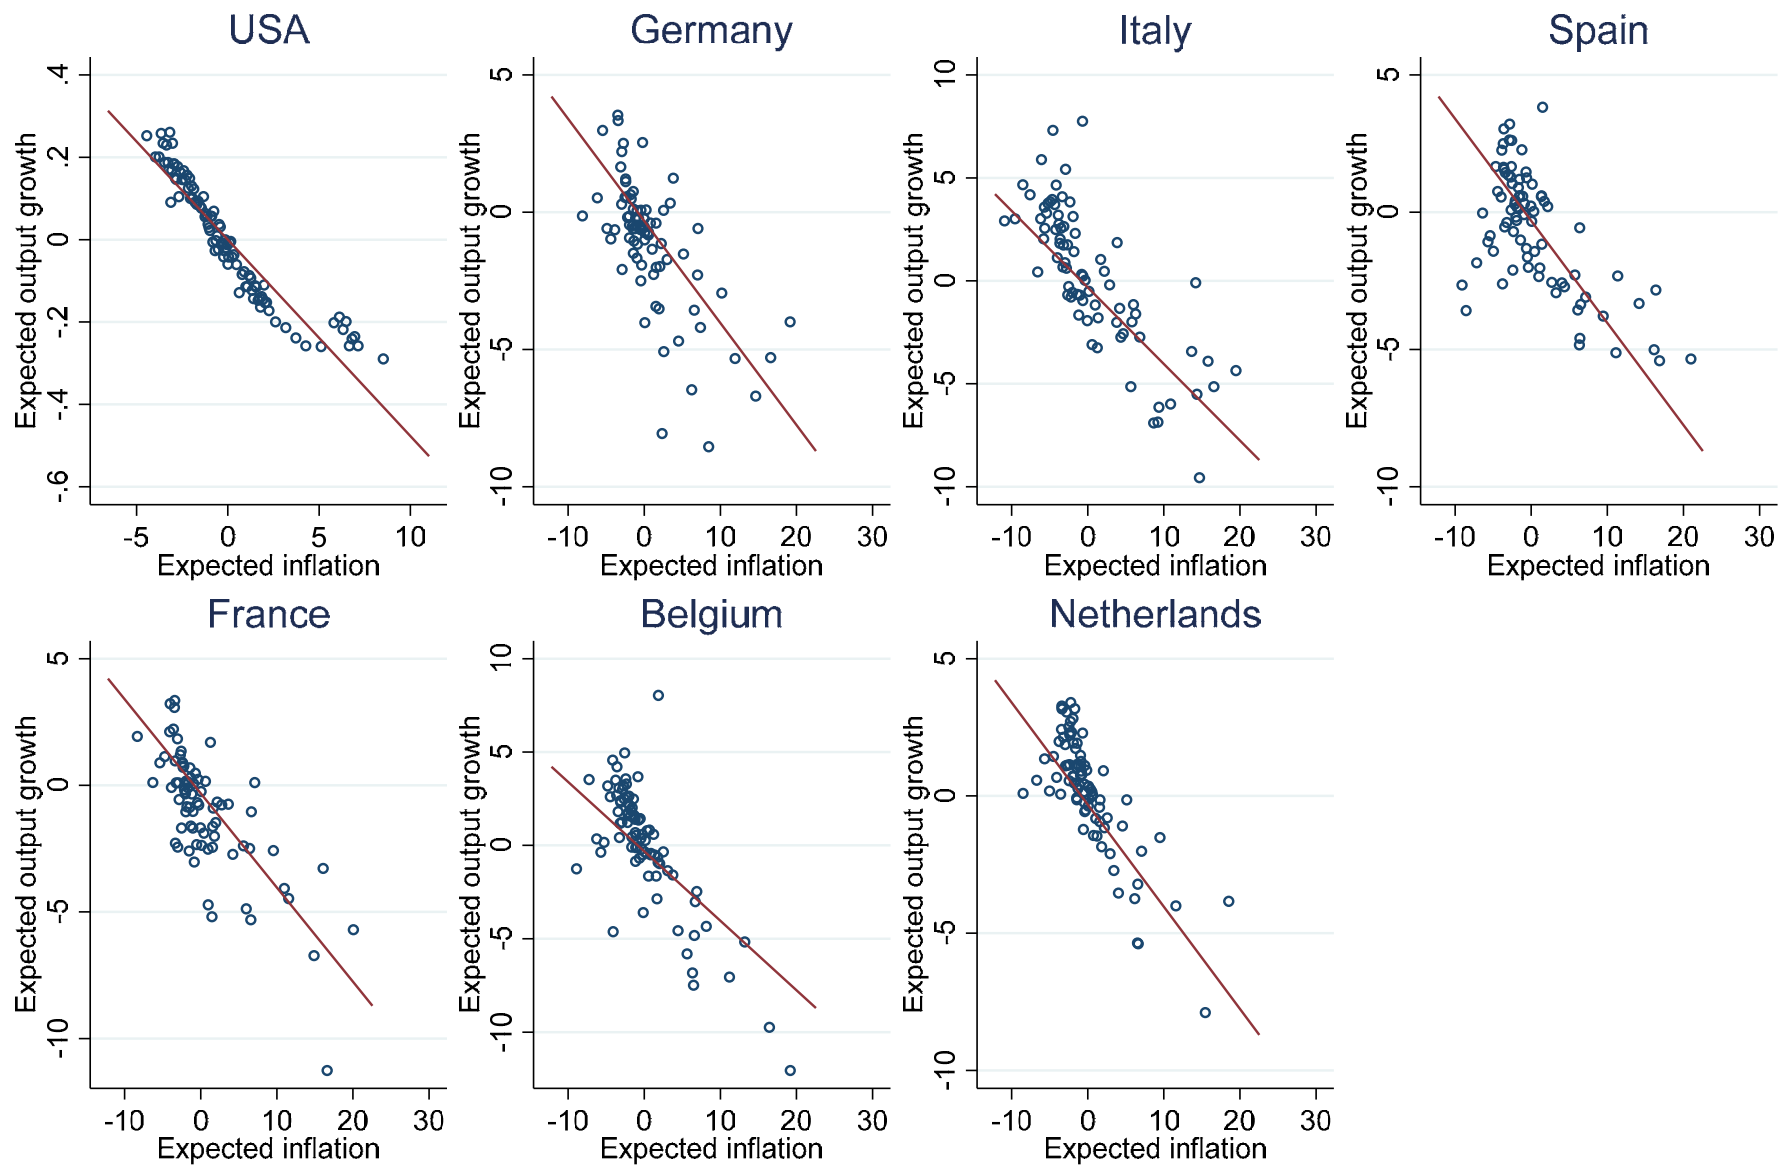 USA
Expected output growth
.4
.2
0
-.2
-.4
-.6
-5 0 5 10
Expected inflation
Germany
Expected output growth
5
0
-5
-10
-10 0 10 20 30
Expected inflation
Italy
Expected output growth
10
5
0
-5
-10
-10 0 10 20 30
Expected inflation
Spain
Expected output growth
5
0
-5
-10
-10 0 10 20 30
Expected inflation
France
Expected output growth
5
0
-5
-10
-10 0 10 20 30
Expected inflation
Belgium
Expected output growth
10
5
0
-5
-10
-10 0 10 20 30
Expected inflation
Netherlands
Expected output growth
5
0
-5
-10
-10 0 10 20 30
Expected inflation